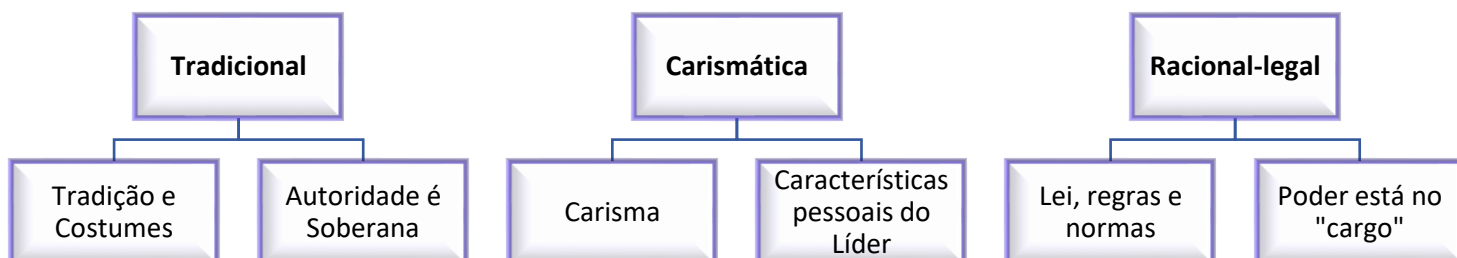 Tradicional
Tradição e
Costumes
Autoridade é
Soberana
Carismática
Carisma
Características
pessoais do
Líder
Racional-legal
Lei, regras e
normas
Poder está no
"cargo"